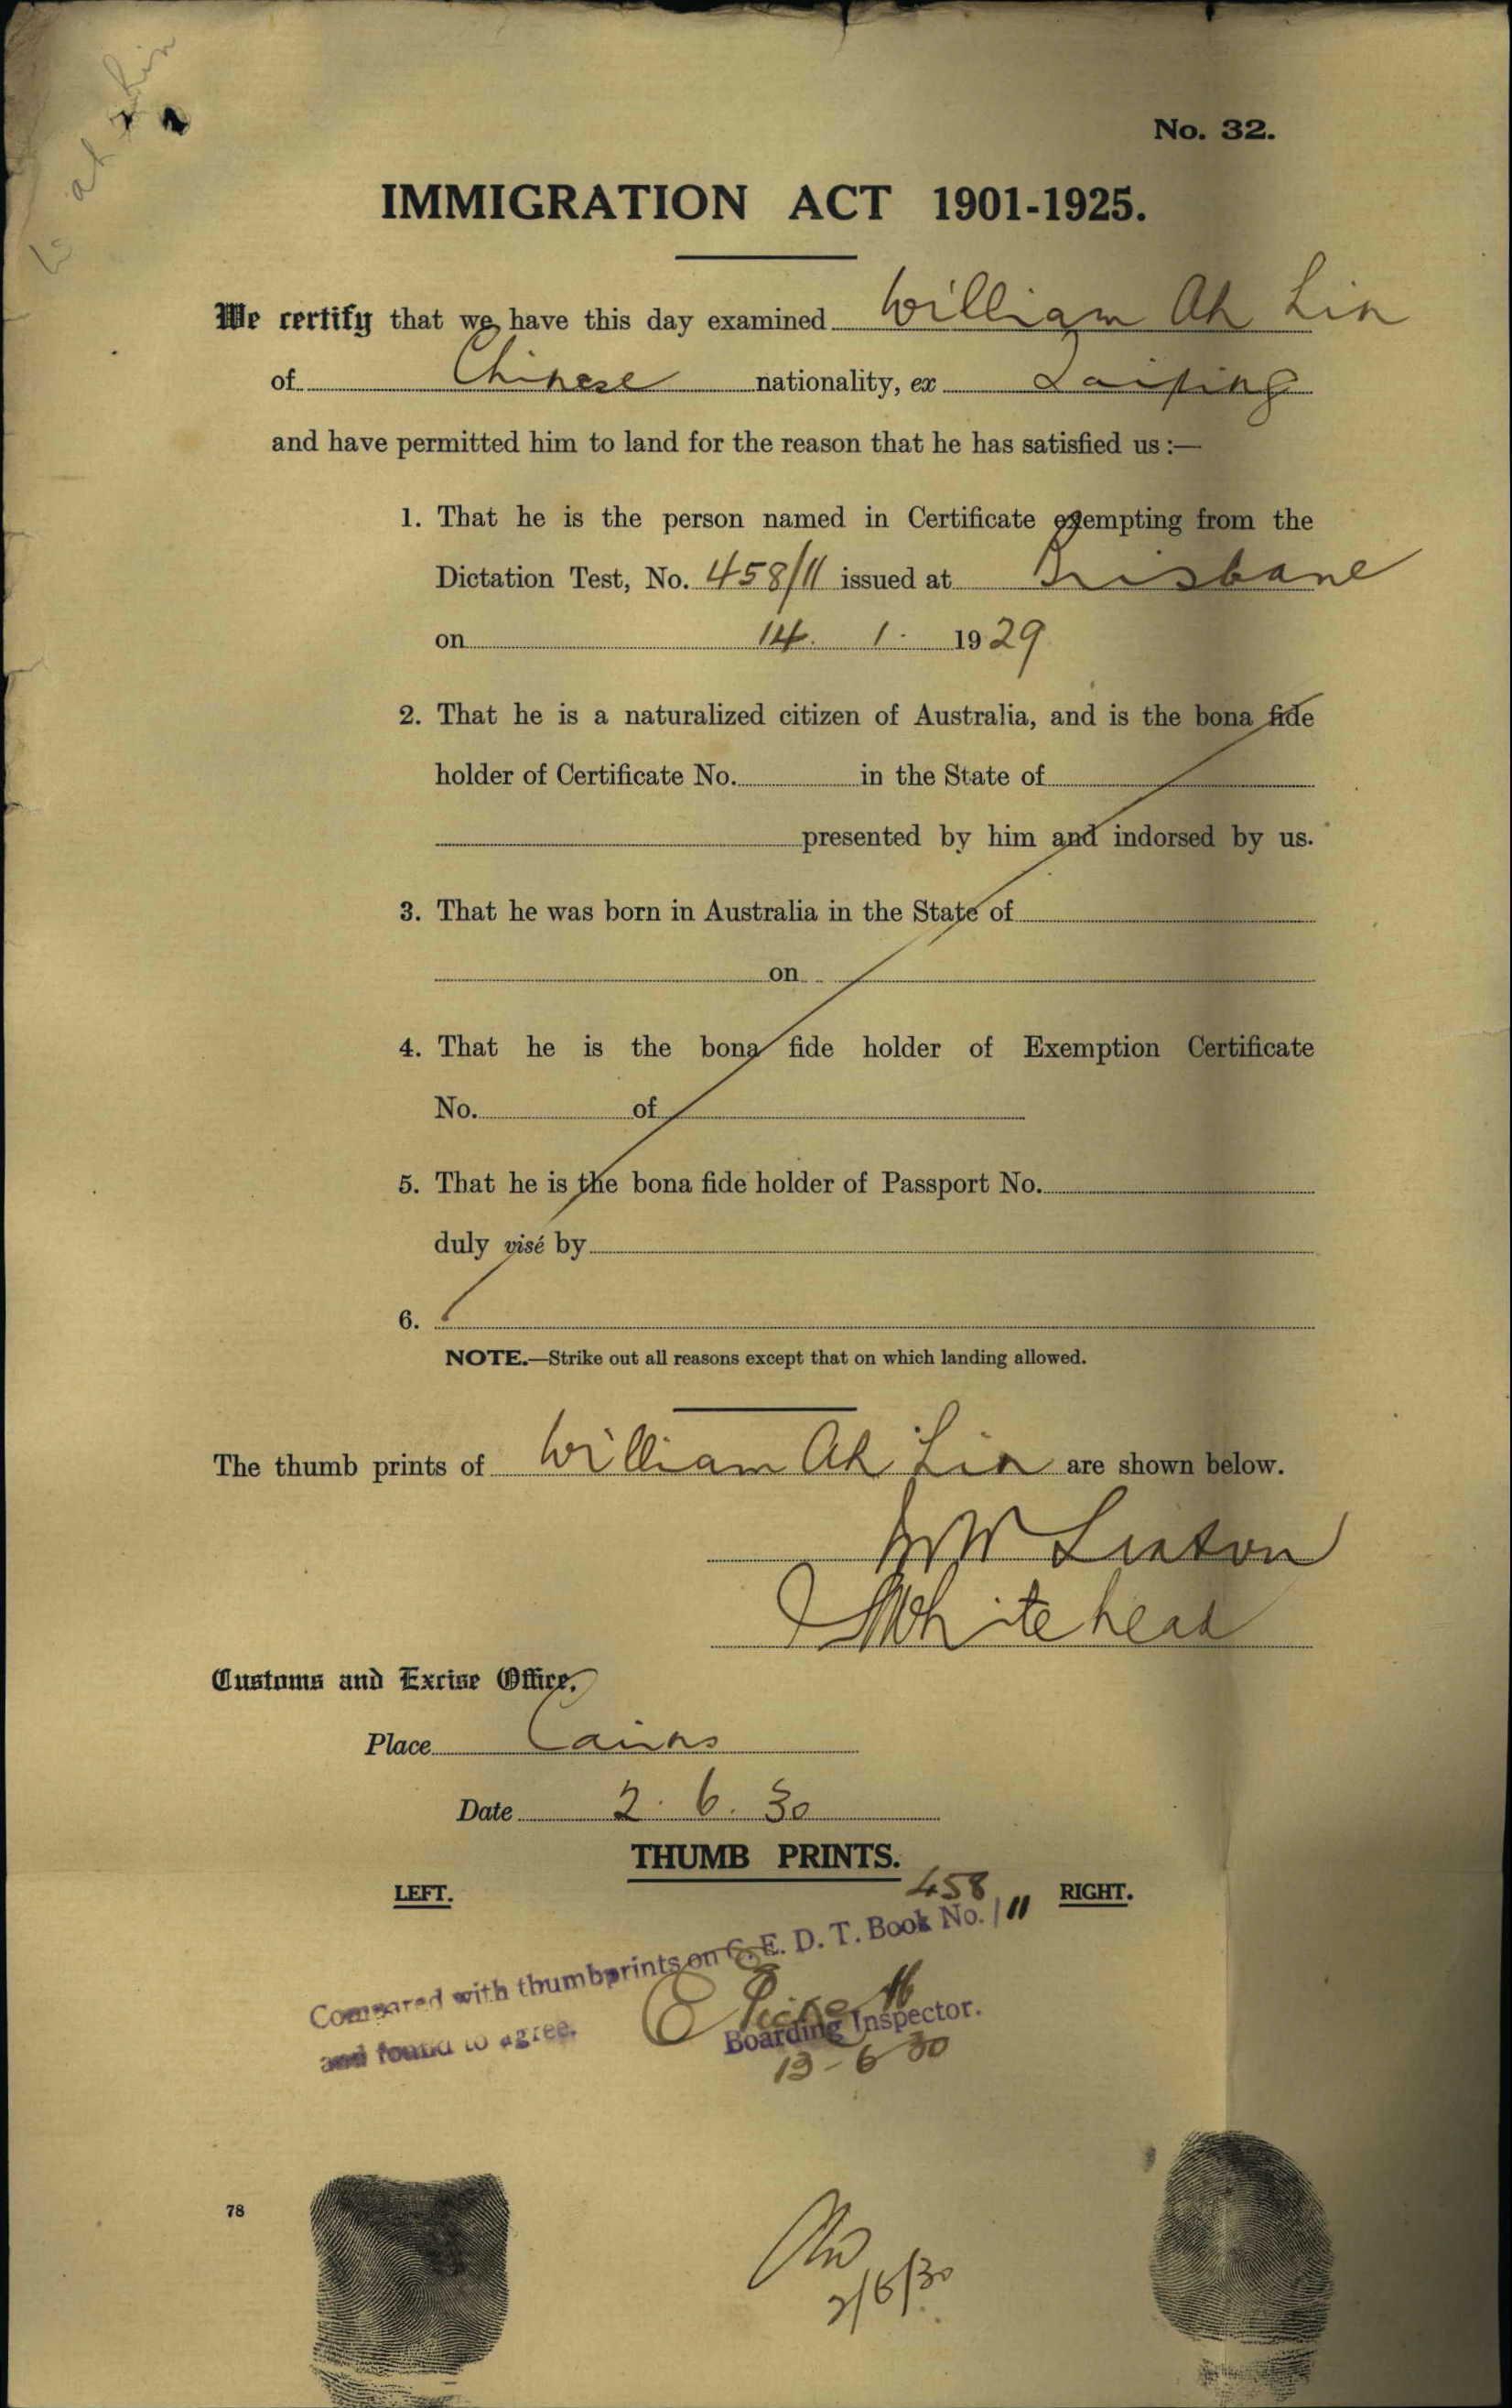 W Ah Lin
No. 32.
IMMIGRATION ACT 1901-1925.
We certify that we have this day examined William Ah Lin
of Chinese nationality, ex Taiping
and have permitted him to land for the reason that he has satisfied us :—
1. That he is the person named in Certificate exempting from the
Dictation Test, No. 458/11 issued at Brisbane
on 14. 1. 1929
2. That he is a naturalized citizen of Australia, and is the bona fide
holder of Certificate No. in the State of
presented by him and indorsed by us.
3. That he was born in Australia in the State of
on
4. That he is the bona fide holder of Exemption Certificate
No. of
5. That he is the bona fide holder of Passport No.
duly visé by
6.
NOTE.—Strike out all reasons except that on which landing allowed.
The thumb prints of William Ah Lin are shown below.
Linton
Whitehead
Customs and Excise Office.
Place Cairns
Date 2. 6. 30
THUMB PRINTS.
LEFT. RIGHT.
Compared with thumbprints on C. E. D. T. Book No. 458/11
and found to agree.
Boarding Inspector.
13-6-30
2/6/30
78